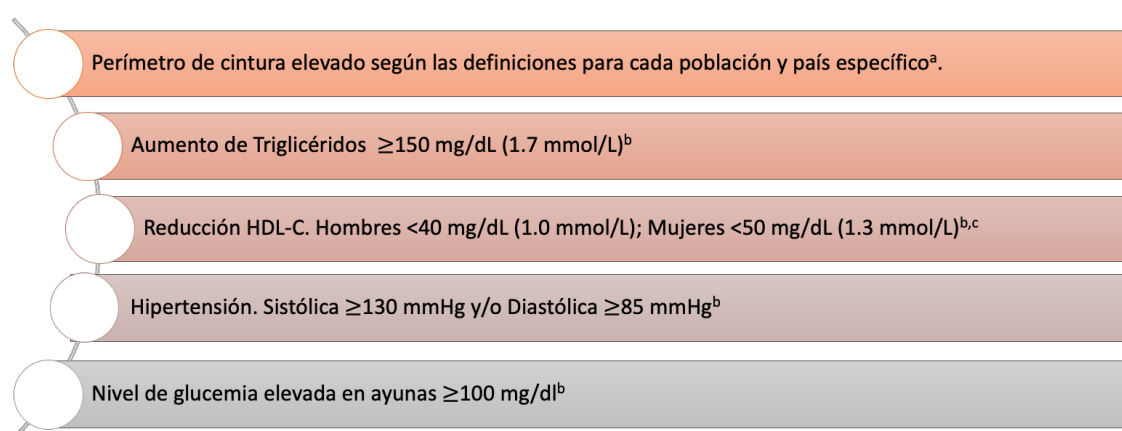 Perímetro de cintura elevado según las definiciones para cada población y país específicoᵃ.
Aumento de Triglicéridos ≥150 mg/dL (1.7 mmol/L)ᵇ
Reducción HDL-C. Hombres <40 mg/dL (1.0 mmol/L); Mujeres <50 mg/dL (1.3 mmol/L)ᵇ,ᶜ
Hipertensión. Sistólica ≥130 mmHg y/o Diastólica ≥85 mmHgᵇ
Nivel de glucemia elevada en ayunas ≥100 mg/dlᵇ